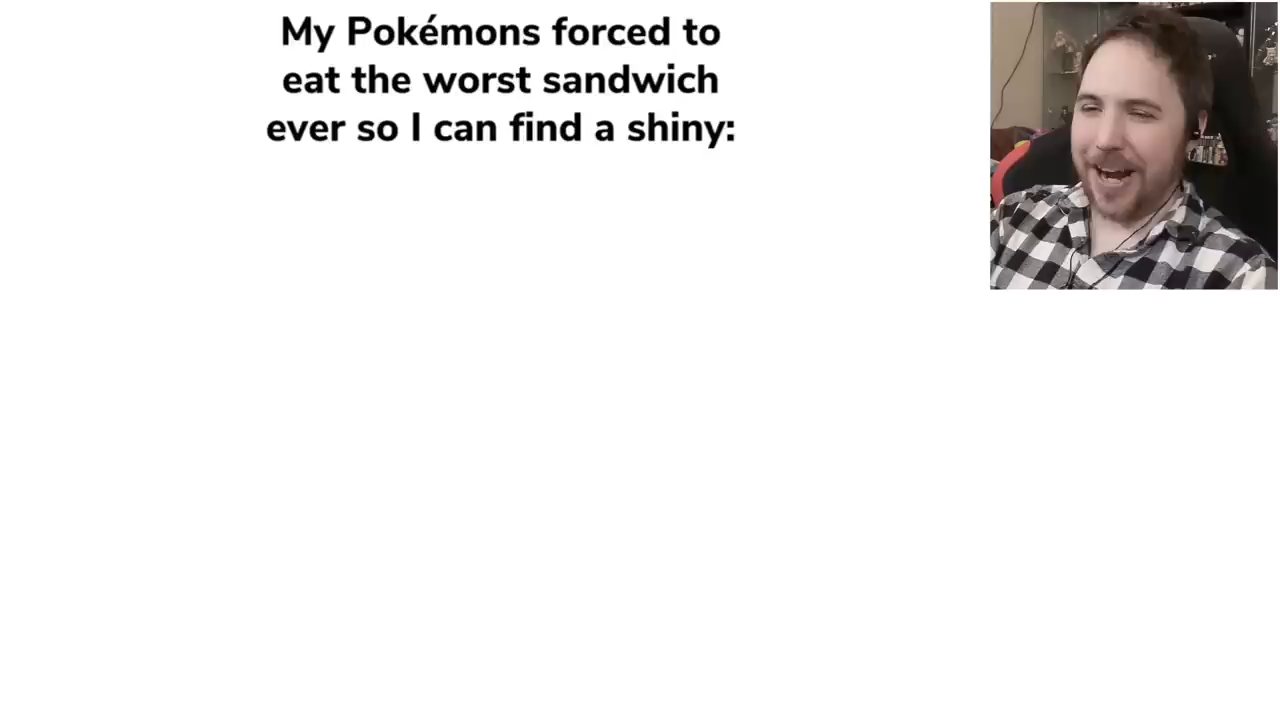 My Pokémons forced to
eat the worst sandwich
ever so I can find a shiny: